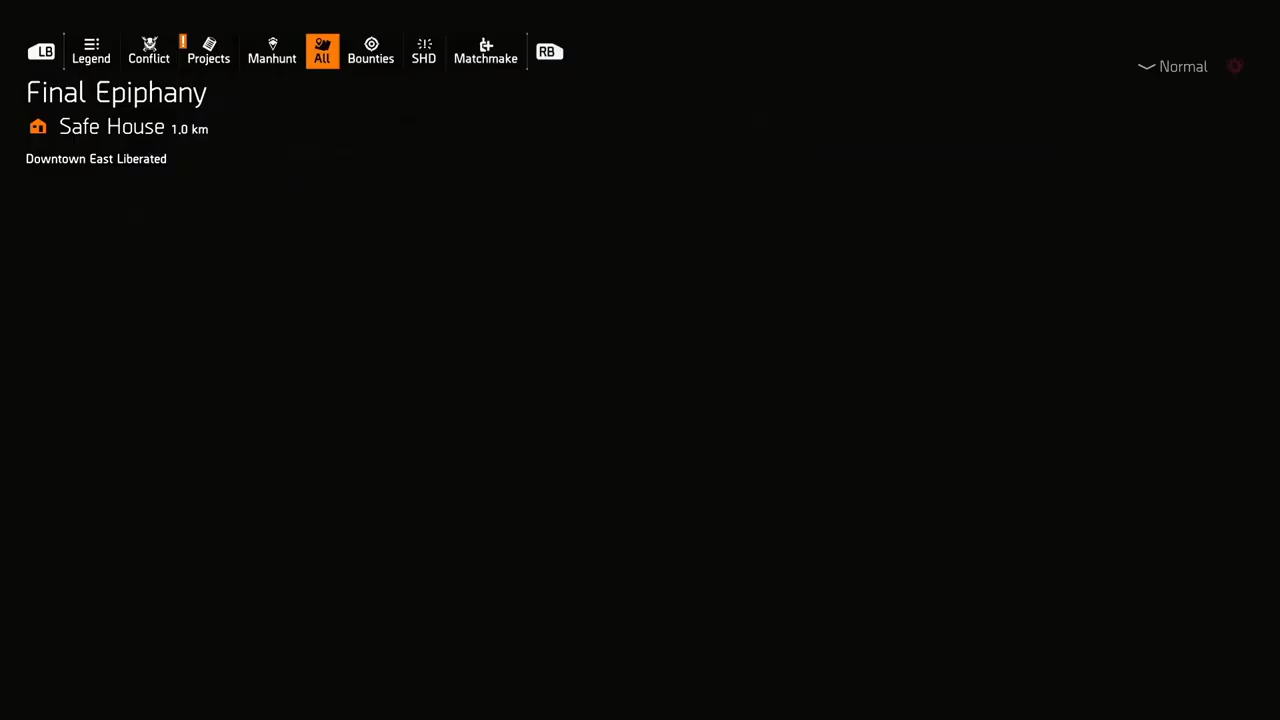 LB Legend Conflict ! Projects Manhunt All Bounties SHD Matchmake RB
Normal
Final Epiphany
Safe House 1.0 km
Downtown East Liberated